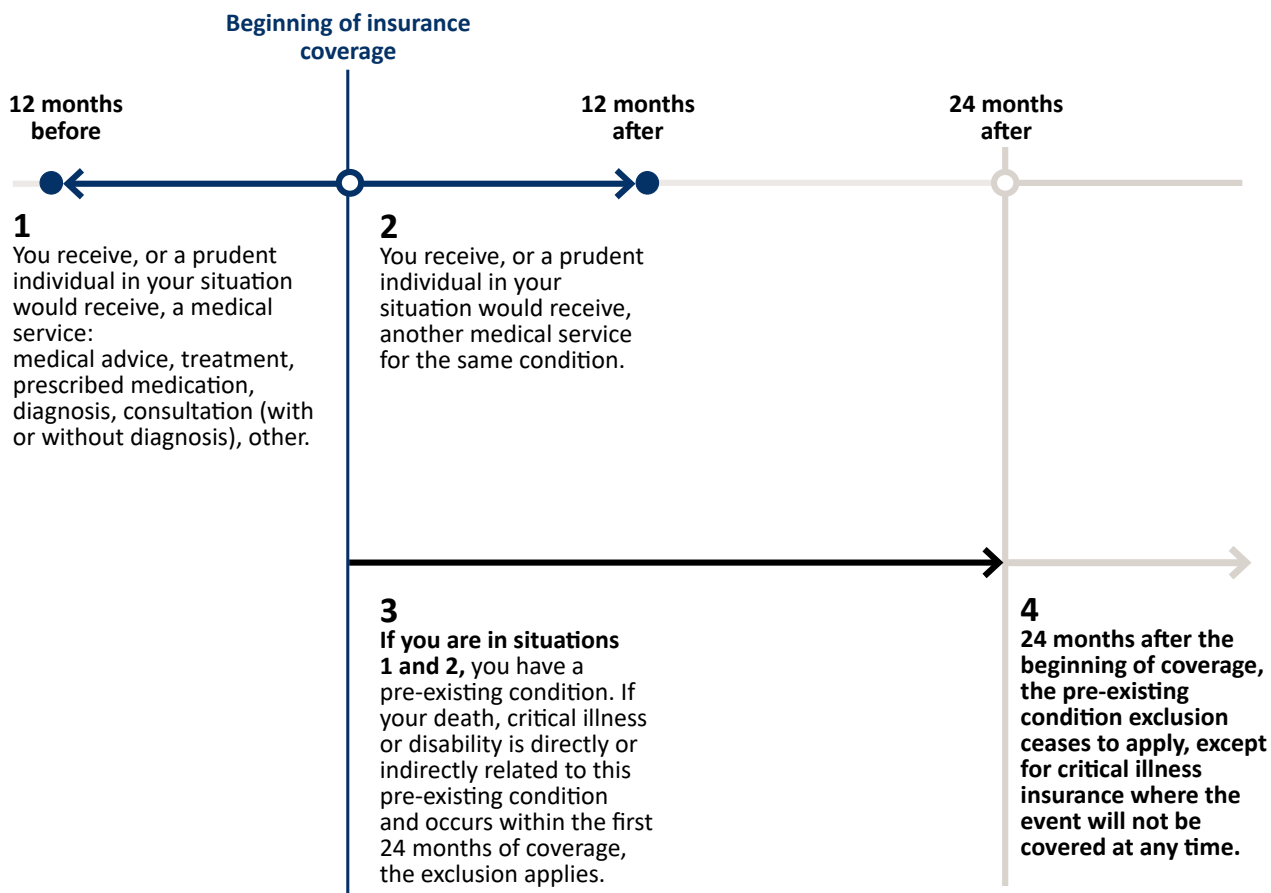 Beginning of insurance
coverage
12 months
before
12 months
after
24 months
after
1
You receive, or a prudent
individual in your situation
would receive, a medical
service:
medical advice, treatment,
prescribed medication,
diagnosis, consultation (with
or without diagnosis), other.
2
You receive, or a prudent
individual in your
situation would receive,
another medical service
for the same condition.
3
If you are in situations
1 and 2, you have a
pre-existing condition. If
your death, critical illness
or disability is directly or
indirectly related to this
pre-existing condition
and occurs within the first
24 months of coverage,
the exclusion applies.
4
24 months after the
beginning of coverage,
the pre-existing
condition exclusion
ceases to apply, except
for critical illness
insurance where the
event will not be
covered at any time.